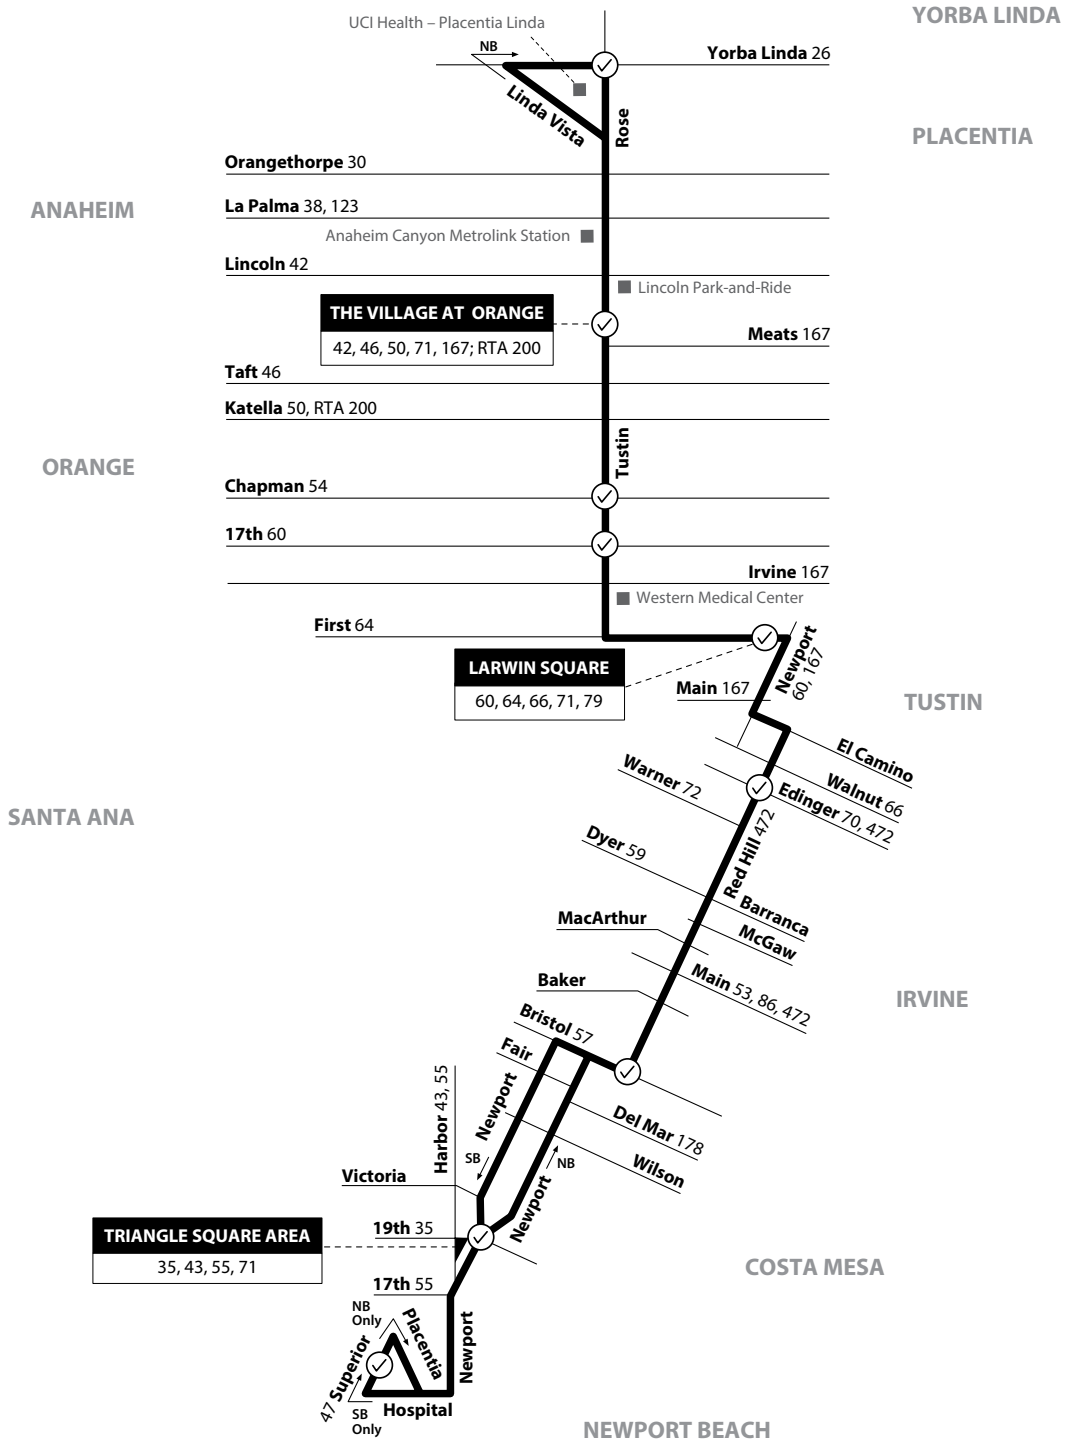 YORBA LINDA
UCI Health – Placentia Linda
NB
Yorba Linda 26
Linda Vista
Rose
PLACENTIA
Orangethorpe 30
ANAHEIM
La Palma 38, 123
Anaheim Canyon Metrolink Station
Lincoln 42
Lincoln Park-and-Ride
THE VILLAGE AT ORANGE
42, 46, 50, 71, 167; RTA 200
Meats 167
Taft 46
Katella 50, RTA 200
Tustin
ORANGE
Chapman 54
17th 60
Irvine 167
Western Medical Center
First 64
Newport
60, 167
LARWIN SQUARE
60, 64, 66, 71, 79
Main 167
TUSTIN
El Camino
Walnut 66
Edinger 70, 472
Warner 72
SANTA ANA
Red Hill 472
Dyer 59
Barranca
MacArthur
McGaw
Main 53, 86, 472
Baker
IRVINE
Bristol 57
Fair
Harbor 43, 55
Newport
SB
Del Mar 178
Wilson
NB
Newport
Victoria
19th 35
TRIANGLE SQUARE AREA
35, 43, 55, 71
COSTA MESA
17th 55
NB
Only
Placentia
Newport
47 Superior
Hospital
SB
Only
NEWPORT BEACH